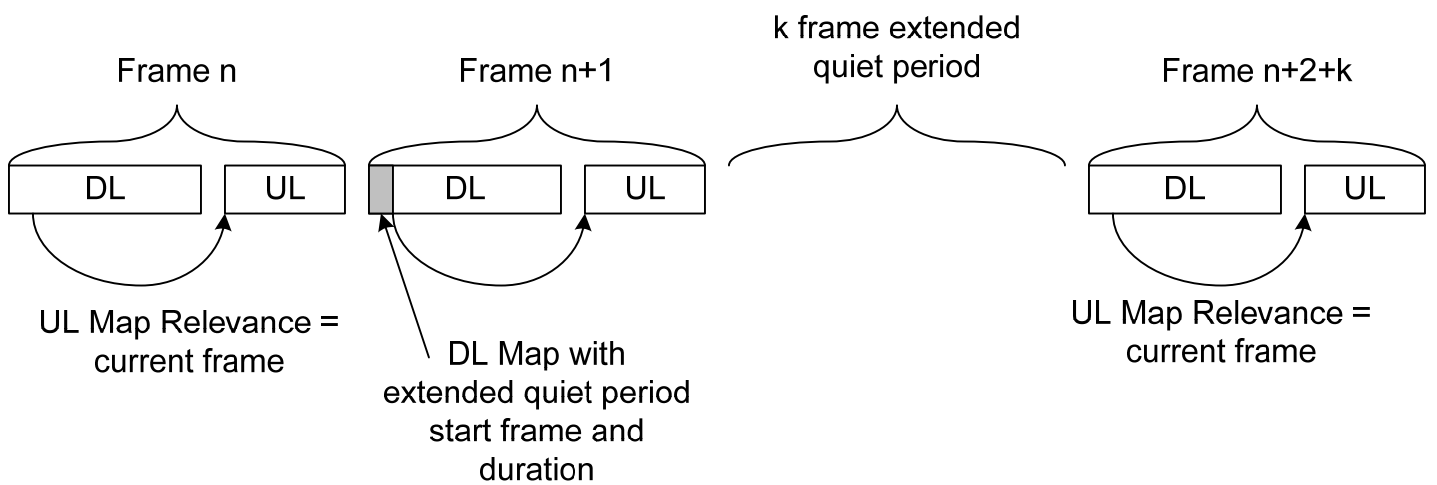 Frame n
Frame n+1
k frame extended
quiet period
Frame n+2+k
DL
UL
DL
UL
DL
UL
UL Map Relevance =
current frame
DL Map with
extended quiet period
start frame and
duration
UL Map Relevance =
current frame